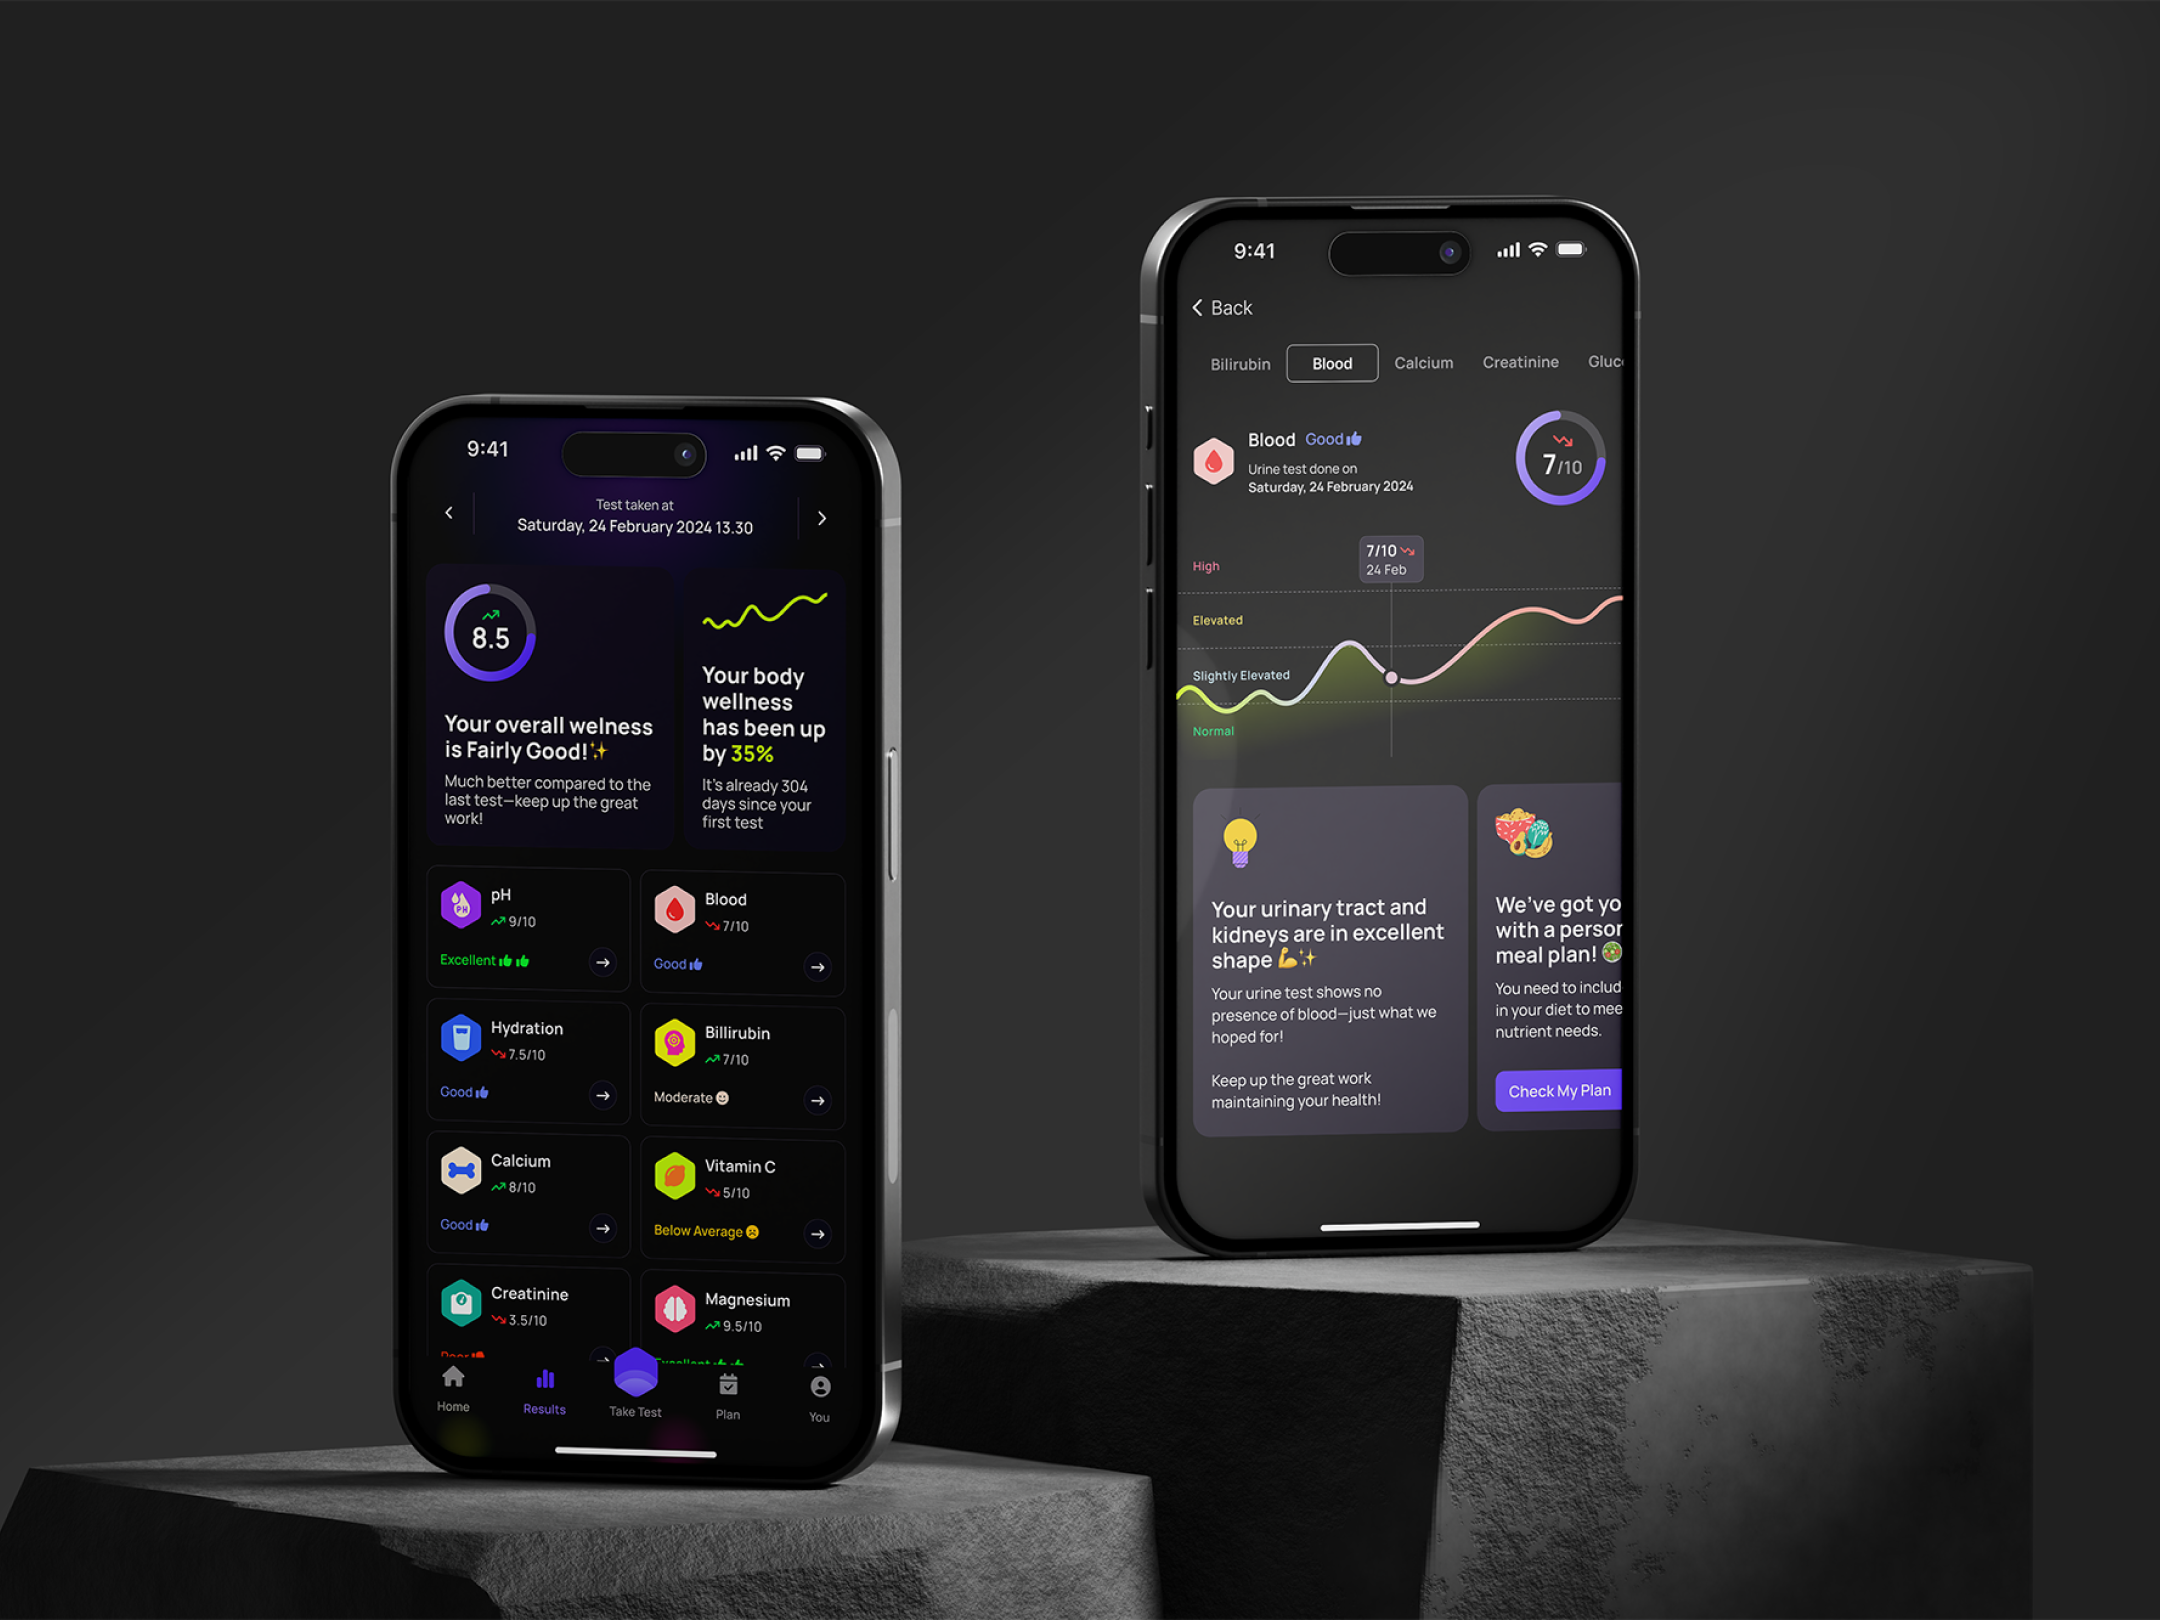 9:41
Test taken at
Saturday, 24 February 2024 13.30
8.5
Your overall welness
is Fairly Good!✨
Much better compared to the
last test—keep up the great
work!
Your body
wellness
has been up
by 35%
It's already 304
days since your
first test
pH
9/10
Excellent
Blood
7/10
Good
Hydration
7.5/10
Good
Billirubin
7/10
Moderate
Calcium
8/10
Good
Vitamin C
5/10
Below Average
Creatinine
3.5/10
Poor
Magnesium
9.5/10
Excellent
Home
Results
Take Test
Plan
You
9:41
Back
Bilirubin
Blood
Calcium
Creatinine
Gluc
Blood Good
Urine test done on
Saturday, 24 February 2024
7/10
7/10
24 Feb
High
Elevated
Slightly Elevated
Normal
Your urinary tract and
kidneys are in excellent
shape 💪✨
Your urine test shows no
presence of blood—just what we
hoped for!
Keep up the great work
maintaining your health!
We've got yo
with a person
meal plan!
You need to includ
in your diet to mee
nutrient needs.
Check My Plan